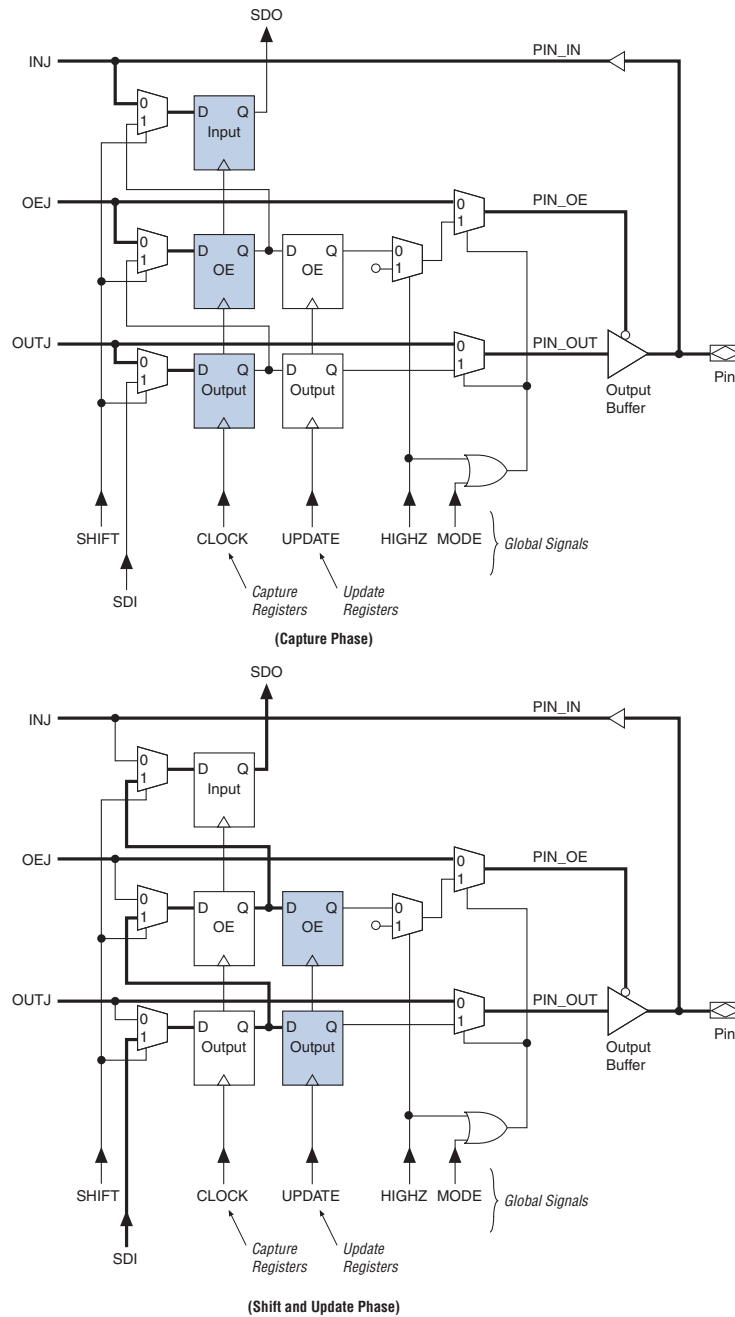 SDO
INJ
PIN_IN
0
1
D Q
Input
OEJ
0
1
PIN_OE
0
1
D Q
OE
D Q
OE
0
1
OUTJ
0
1
PIN_OUT
0
1
D Q
Output
D Q
Output
Pin
Output
Buffer
SHIFT
CLOCK
UPDATE
HIGHZ
MODE
Global Signals
SDI
Capture
Registers
Update
Registers
(Capture Phase)
SDO
INJ
PIN_IN
0
1
D Q
Input
OEJ
0
1
PIN_OE
0
1
D Q
OE
D Q
OE
0
1
OUTJ
0
1
PIN_OUT
0
1
D Q
Output
D Q
Output
Pin
Output
Buffer
SHIFT
CLOCK
UPDATE
HIGHZ
MODE
Global Signals
SDI
Capture
Registers
Update
Registers
(Shift and Update Phase)